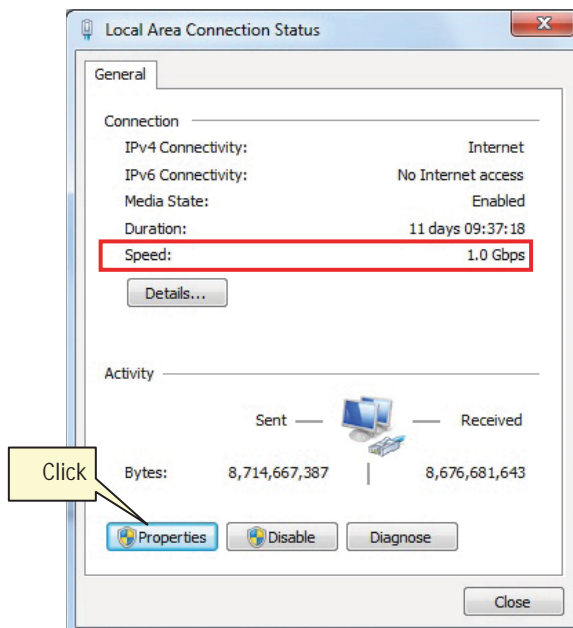 Local Area Connection Status
General
Connection
IPv4 Connectivity: Internet
IPv6 Connectivity: No Internet access
Media State: Enabled
Duration: 11 days 09:37:18
Speed: 1.0 Gbps
Details...
Activity
Sent Received
Click
Bytes: 8,714,667,387 8,676,681,643
Properties Disable Diagnose
Close